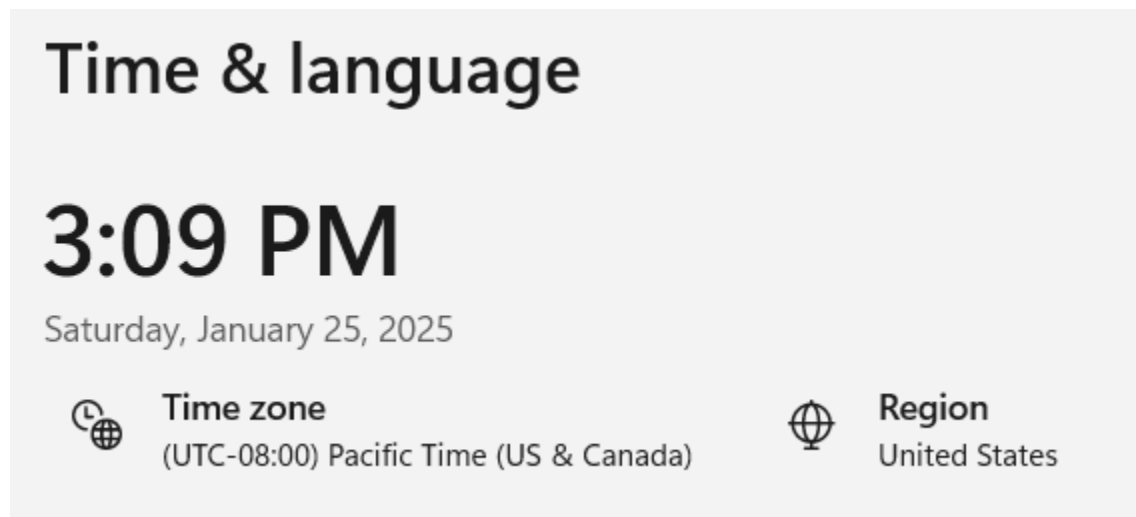 Time & language
3:09 PM
Saturday, January 25, 2025
Time zone
(UTC-08:00) Pacific Time (US & Canada)
Region
United States